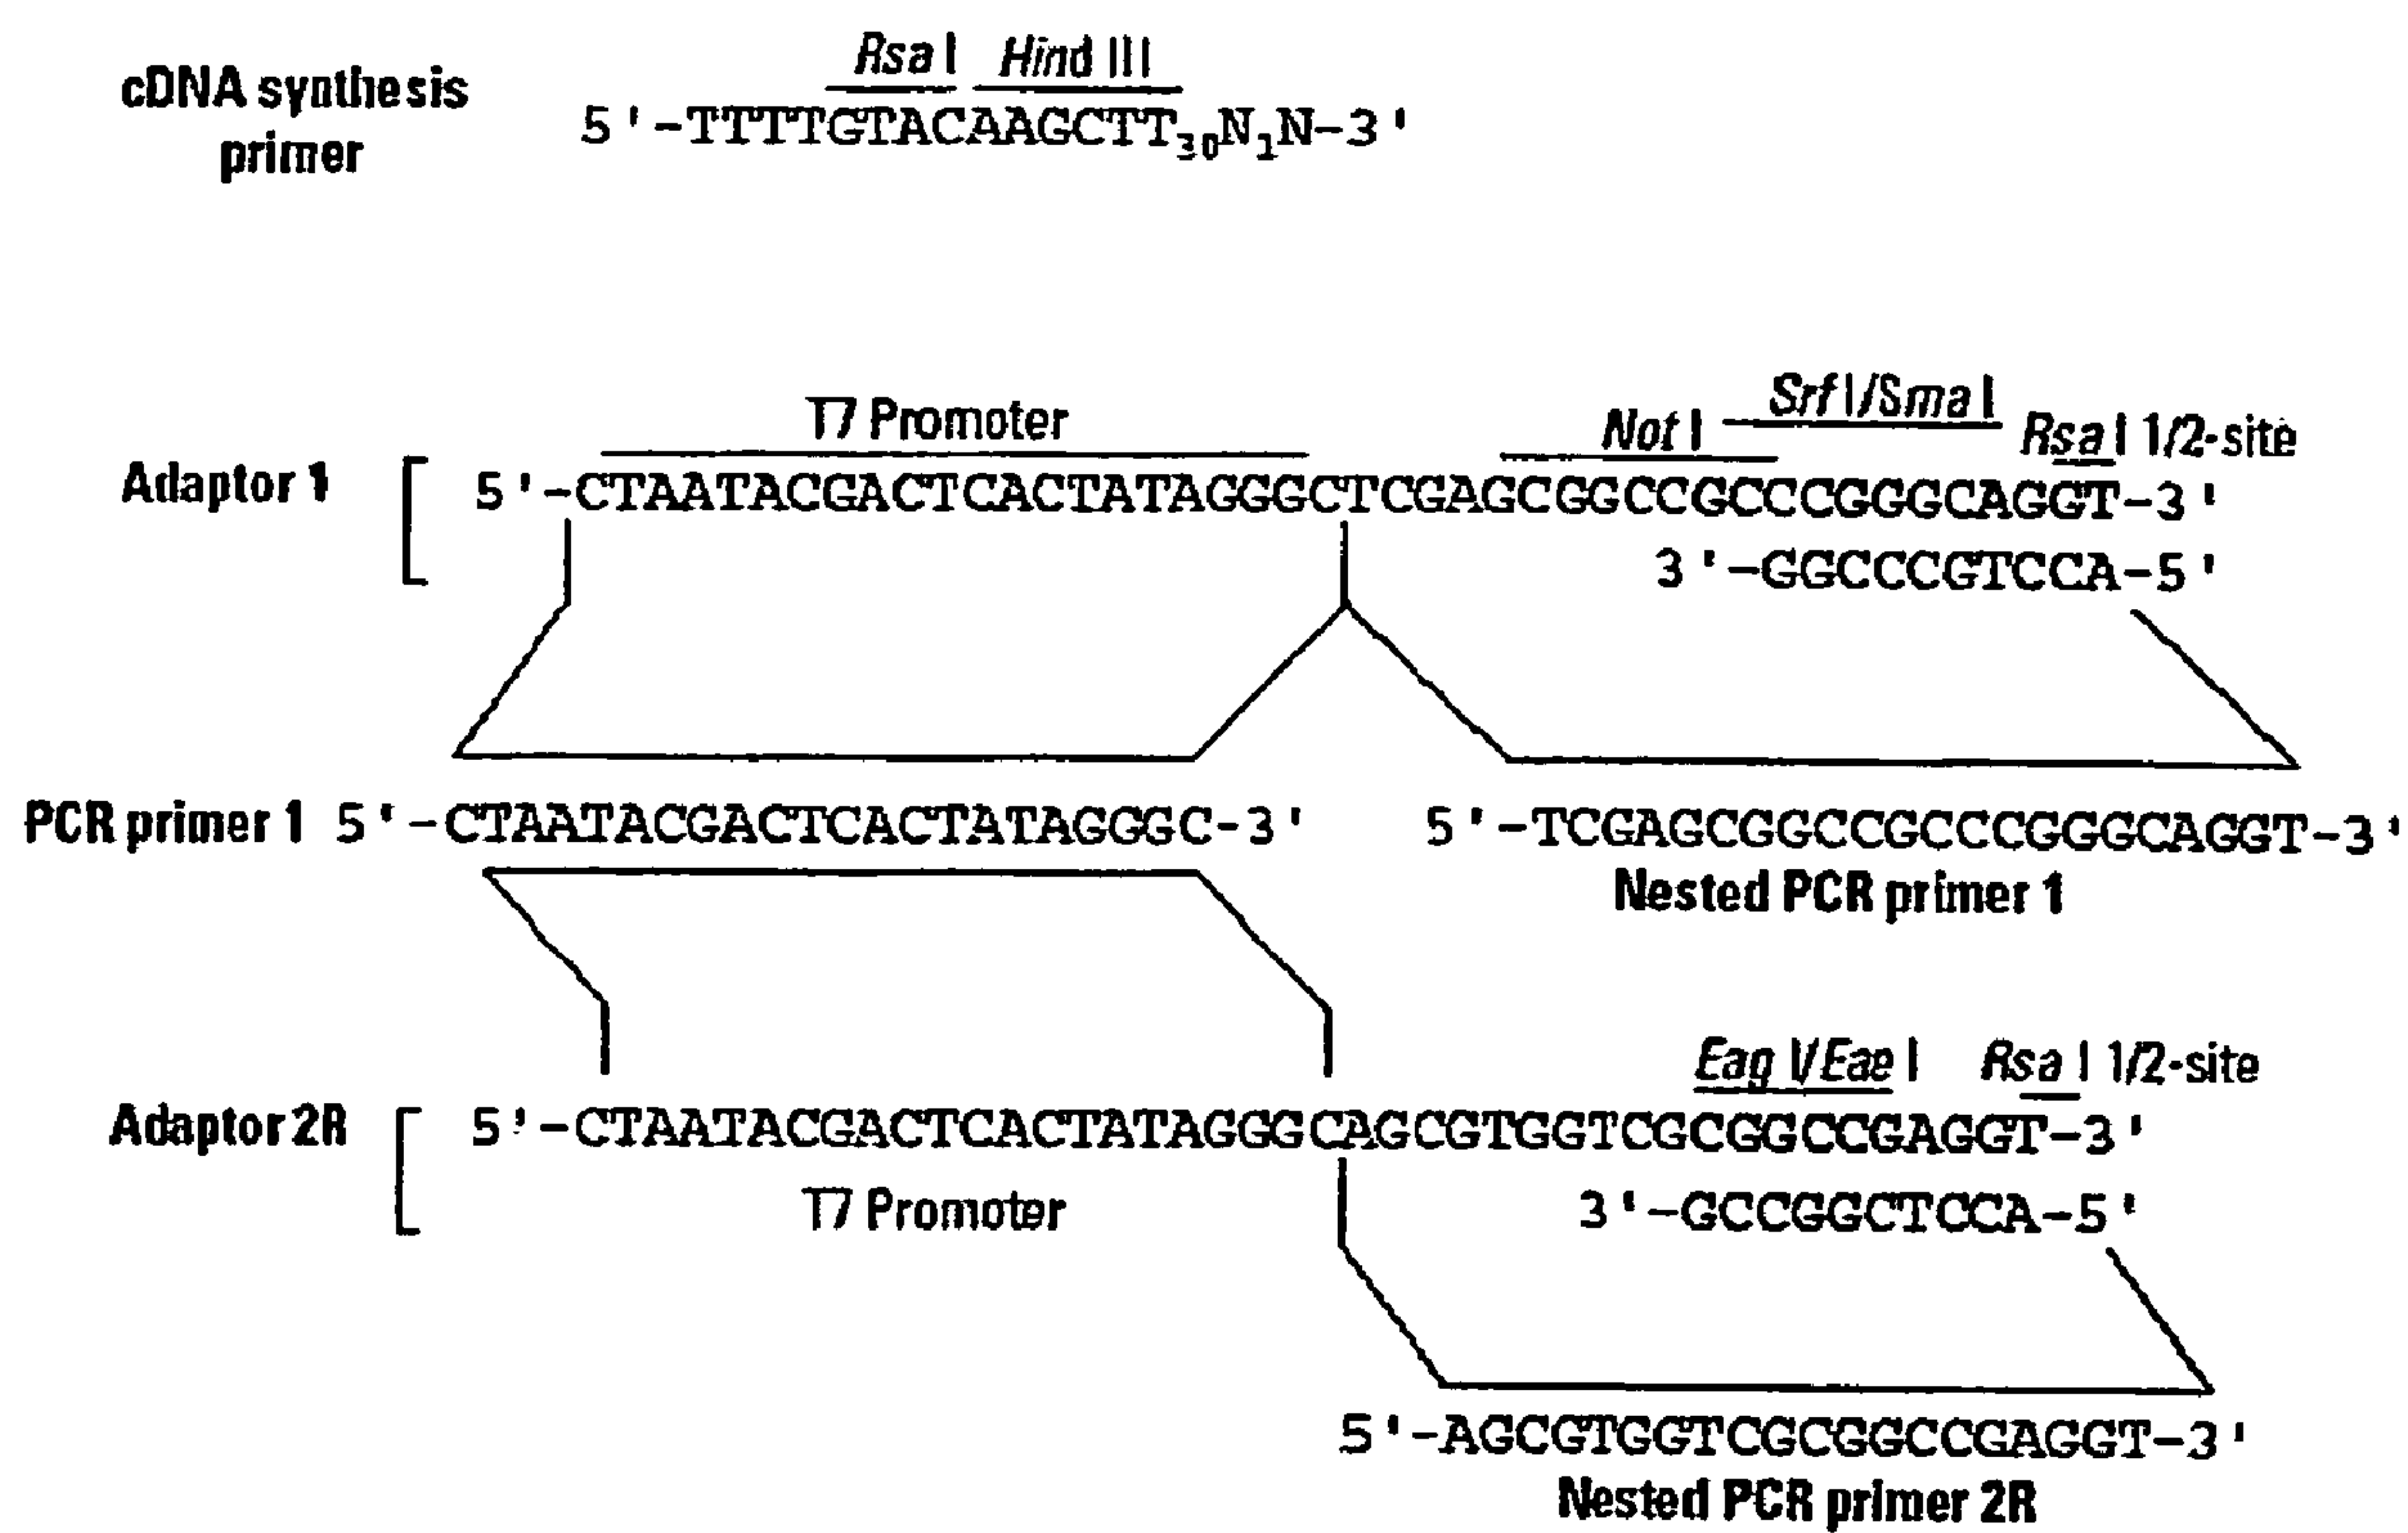 Rsa I Hind III
cDNA synthesis primer
5'-TTTTGTACAAGCTT30N1N-3'
T7 Promoter
Not I
Srf I/Sma I
Rsa I 1/2-site
Adaptor 1
5'-CTAATACGACTCACTATAGGGCTCGAGCGGCCGCCCGGGCAGGT-3'
3'-GGCCCGTCCA-5'
PCR primer 1 5'-CTAATACGACTCACTATAGGGC-3'
5'-TCGAGCGGCCGCCCGGGCAGGT-3'
Nested PCR primer 1
Eag I/Eae I
Rsa I 1/2-site
Adaptor 2R
5'-CTAATACGACTCACTATAGGGCAGCGTGGTCGCGGCCGAGGT-3'
T7 Promoter
3'-GCCGGCTCCA-5'
5'-AGCGTGGTCGCGGCCGAGGT-3'
Nested PCR primer 2R